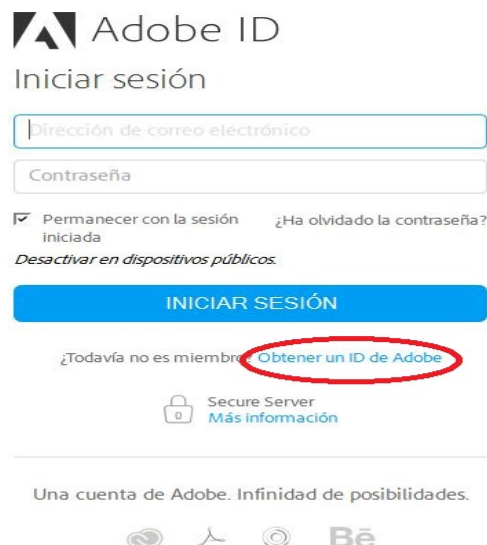 Adobe ID
Iniciar sesión
Dirección de correo electrónico
Contraseña
Permanecer con la sesión ¿Ha olvidado la contraseña?
iniciada
Desactivar en dispositivos públicos.
INICIAR SESIÓN
¿Todavía no es miembro? Obtener un ID de Adobe
Secure Server
Más información
Una cuenta de Adobe. Infinidad de posibilidades.
Bē